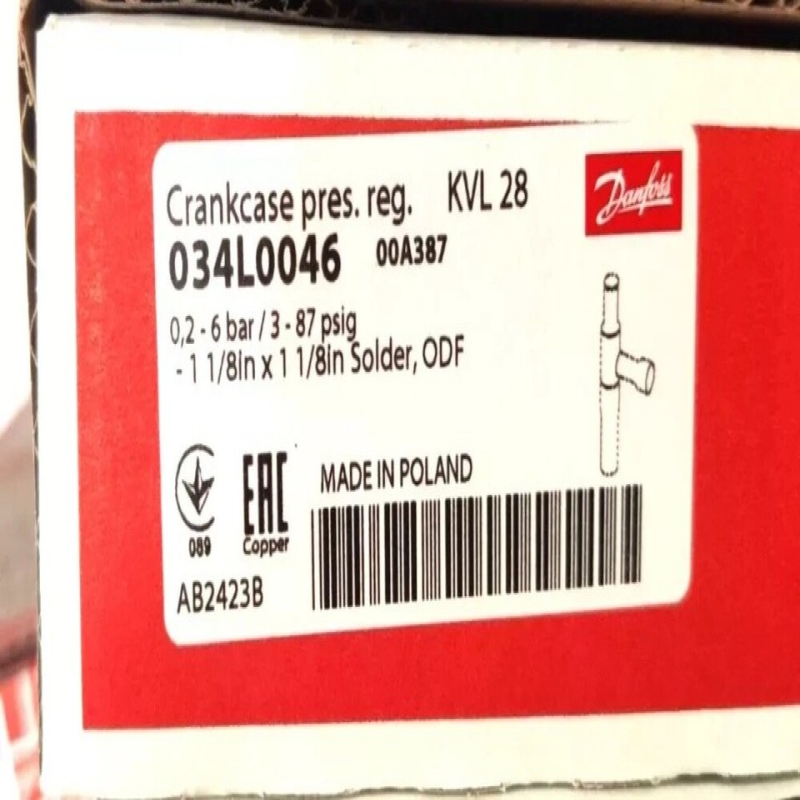 Crankcase pres. reg. KVL 28
Danfoss
034L0046 00A387
0,2 - 6 bar / 3 - 87 psig
- 1 1/8in x 1 1/8in Solder, ODF
MADE IN POLAND
089
EAC
Copper
AB2423B